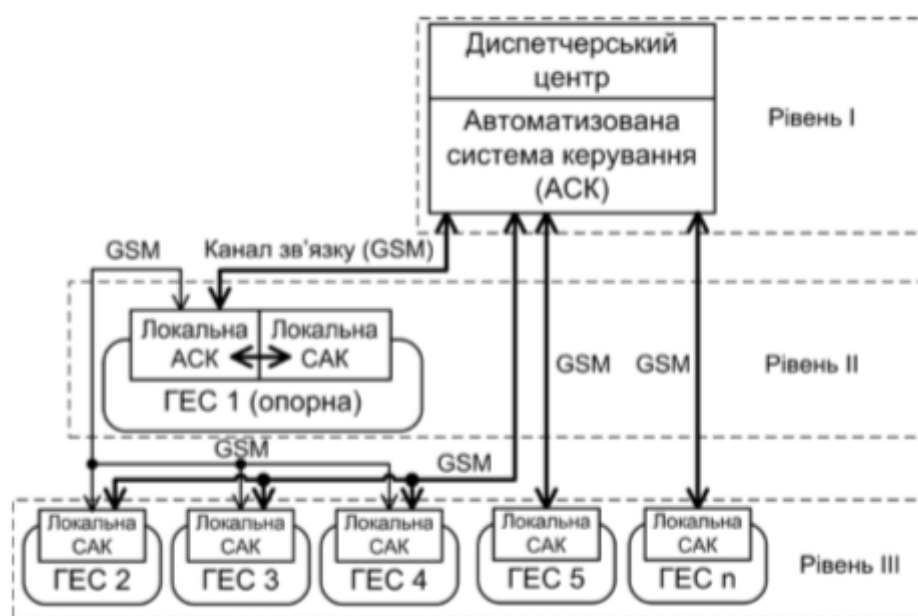 Диспетчерський
центр
Автоматизована
система керування
(АСК)
Рівень I
GSM
Канал зв'язку (GSM)
Локальна
АСК
Локальна
САК
ГЕС 1 (опорна)
GSM
GSM
Рівень II
GSM
GSM
Локальна
САК
ГЕС 2
Локальна
САК
ГЕС 3
Локальна
САК
ГЕС 4
Локальна
САК
ГЕС 5
Локальна
САК
ГЕС n
Рівень III